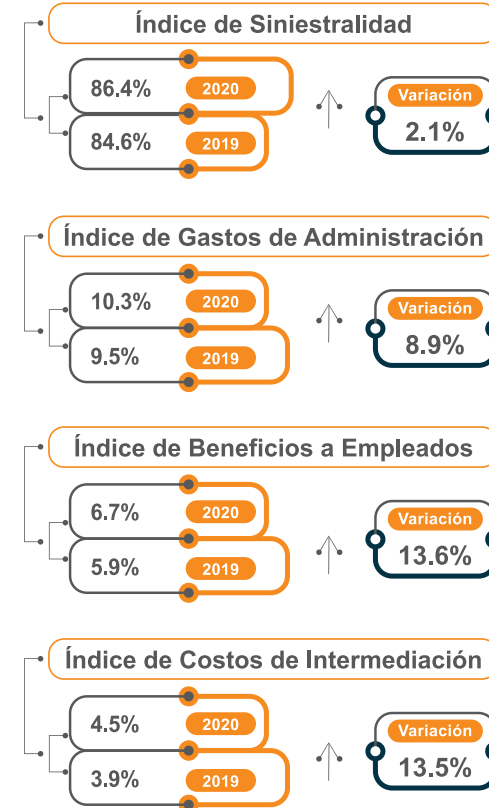 Índice de Siniestralidad
86.4% 2020
Variación
2.1%
84.6% 2019
Índice de Gastos de Administración
10.3% 2020
Variación
8.9%
9.5% 2019
Índice de Beneficios a Empleados
6.7% 2020
Variación
13.6%
5.9% 2019
Índice de Costos de Intermediación
4.5% 2020
Variación
13.5%
3.9% 2019